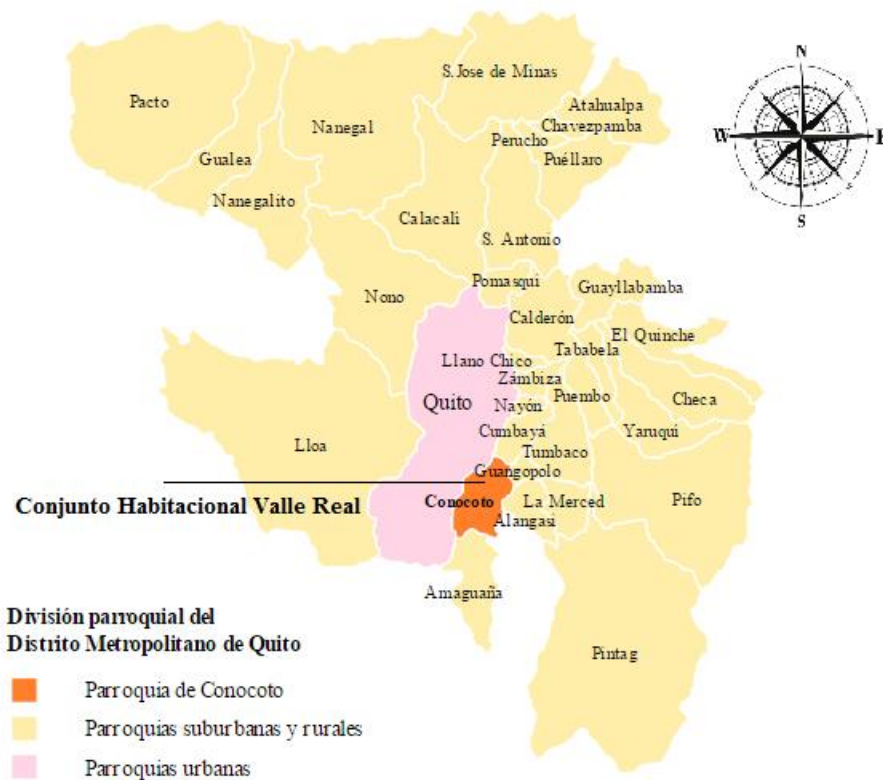 S.Jose de Minas
Pacto
Atahualpa
Nanegal
Chavezpamba
Perucho
Gualea
Puéllaro
Nanegalito
Calacali
S. Antonio
Pomasqui
Guayllabamba
Nono
Calderón
El Quinche
Tababela
Llano Chico
Zámbiza
Quito
Puembo
Checa
Nayón
Cumbayá
Yaruquí
Lloa
Tumbaco
Guangopolo
Conjunto Habitacional Valle Real
Conocoto
La Merced
Pifo
Alangasi
Amaguaña
Pintag
N
W
E
S
División parroquial del
Distrito Metropolitano de Quito
Parroquia de Conocoto
Parroquias suburbanas y rurales
Parroquias urbanas